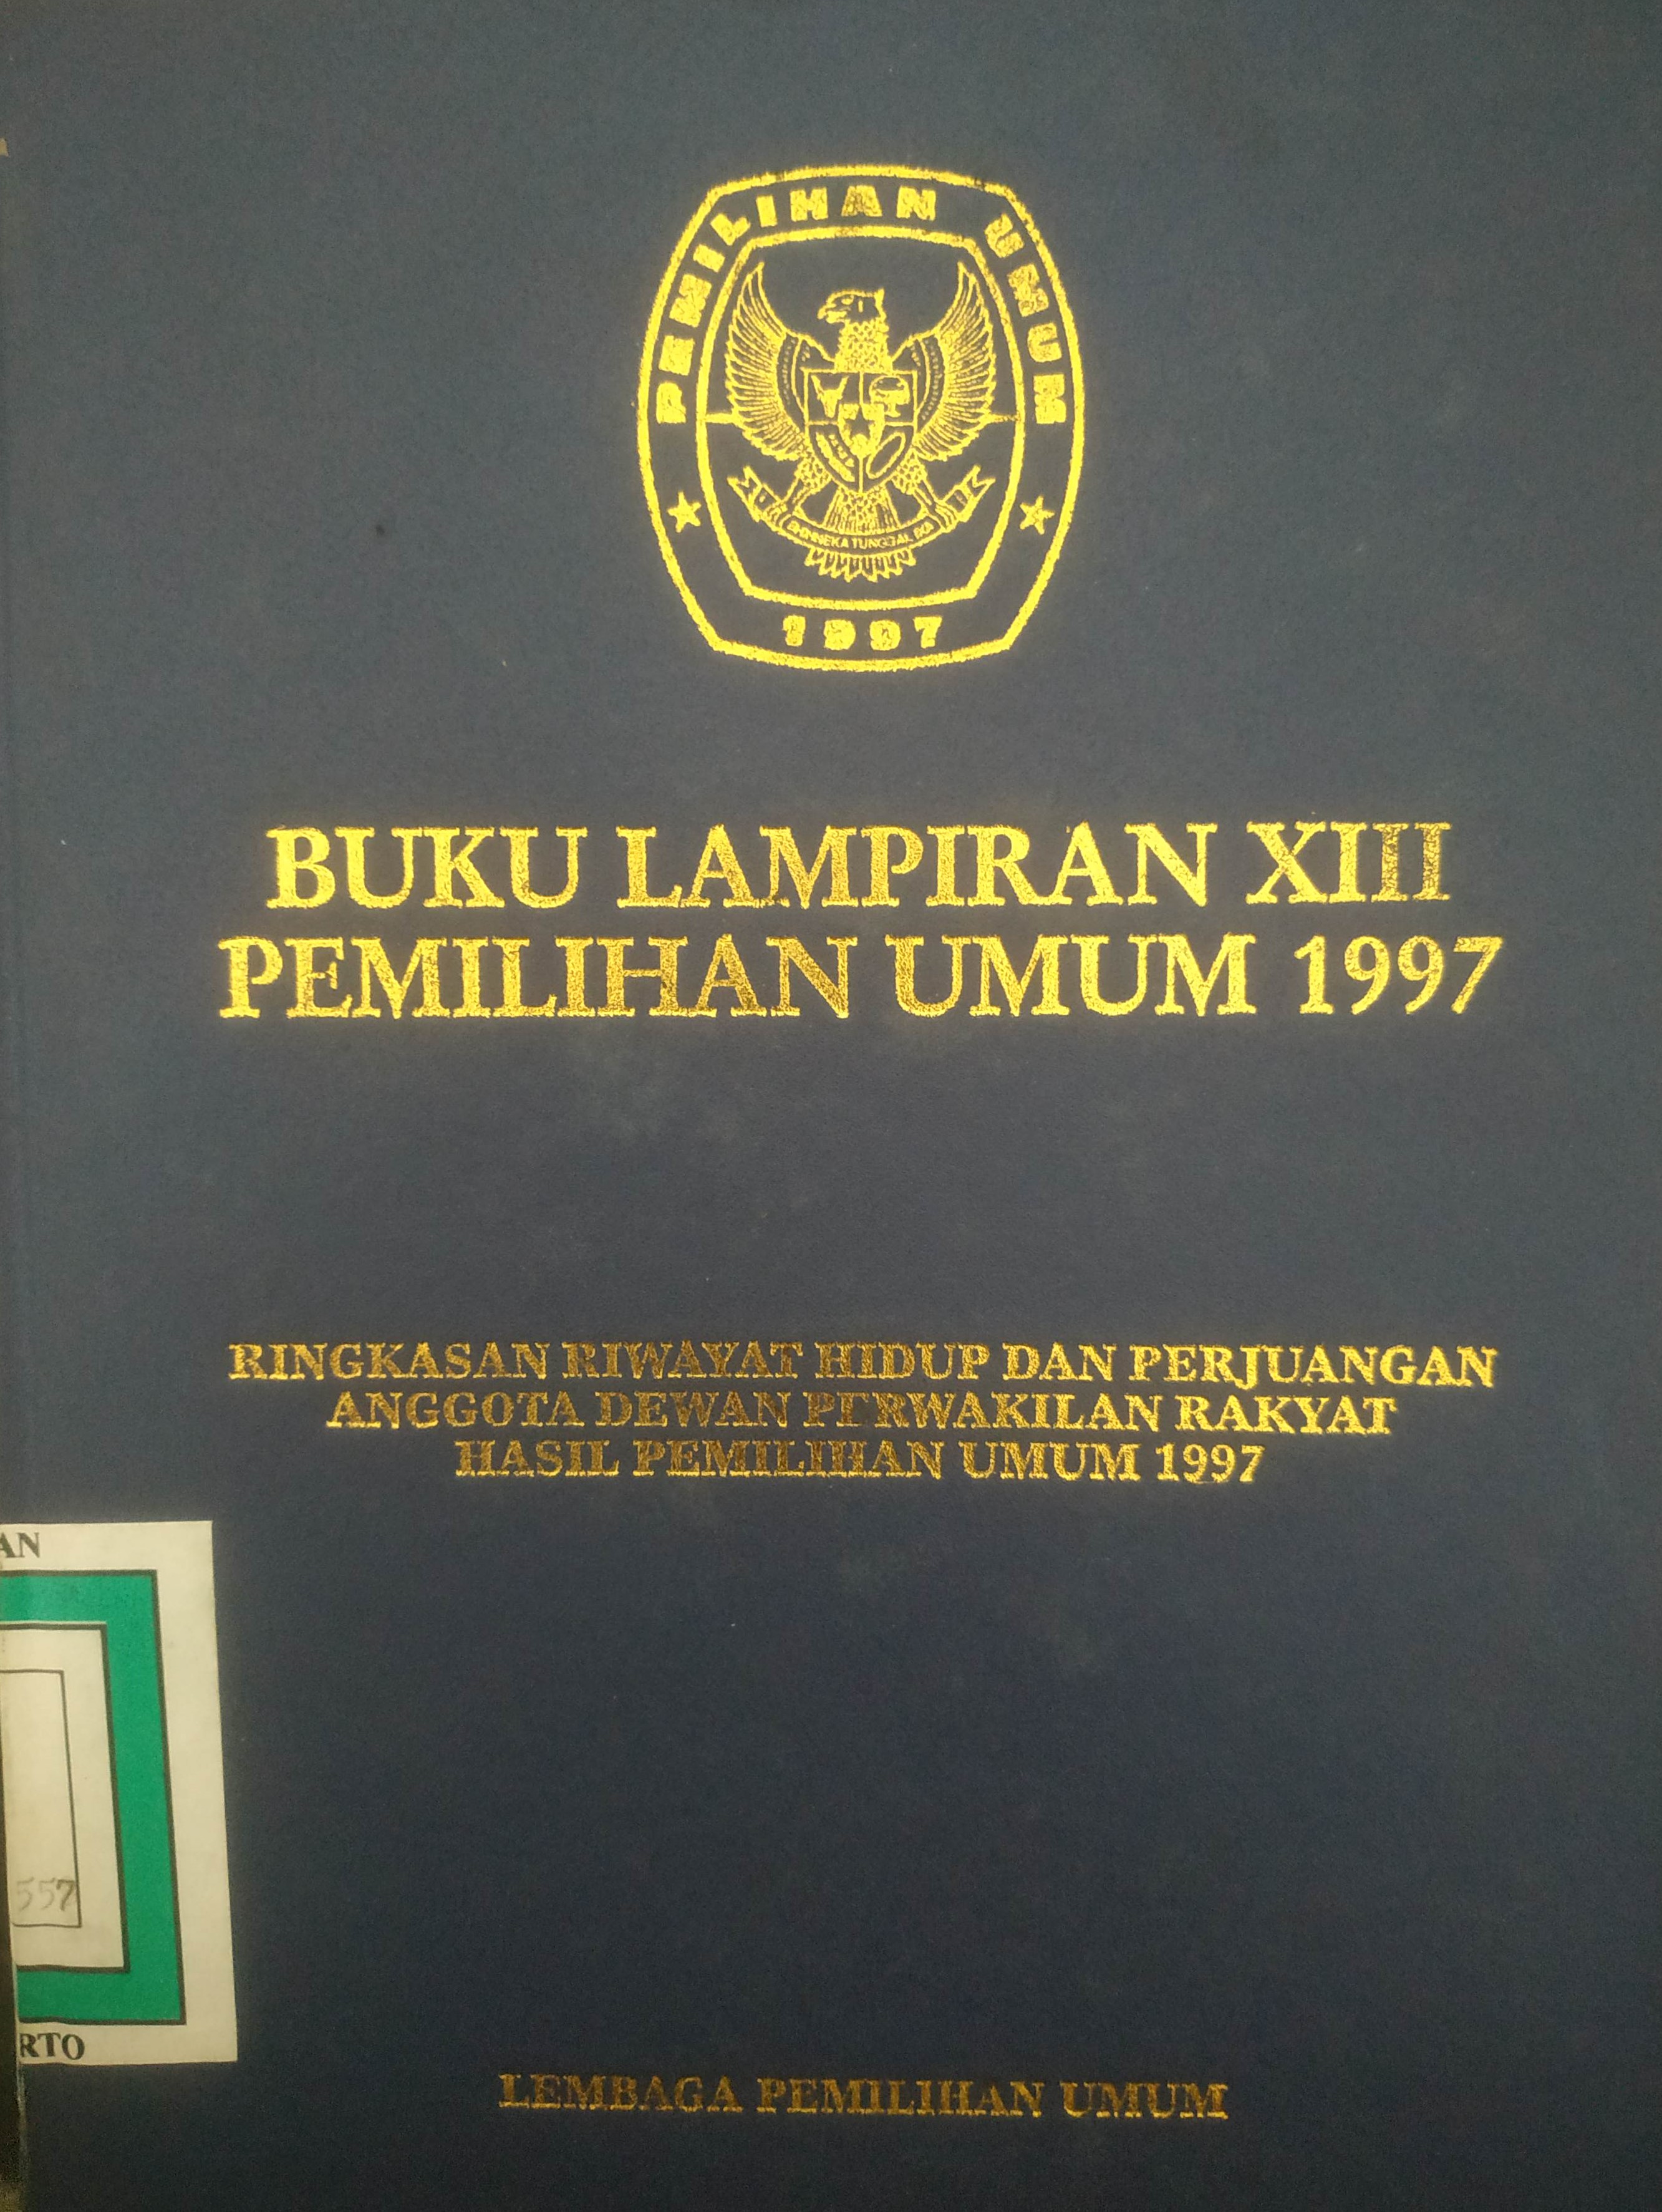 PEMILIHAN UMUM
BHINNEKA TUNGGAL IKA
1997
BUKU LAMPIRAN XIII
PEMILIHAN UMUM 1997
RINGKASAN RIWAYAT HIDUP DAN PERJUANGAN
ANGGOTA DEWAN PERWAKILAN RAKYAT
HASIL PEMILIHAN UMUM 1997
AN
557
RTO
LEMBAGA PEMILIHAN UMUM